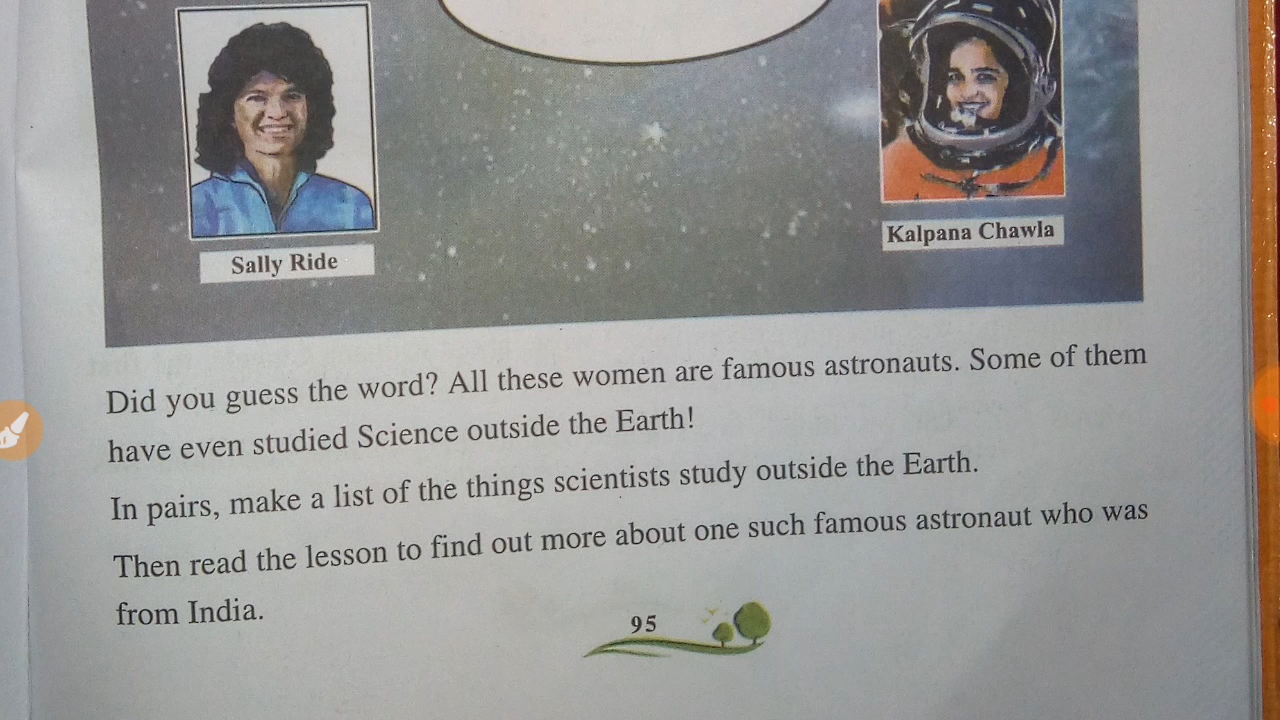 Sally Ride
Kalpana Chawla
Did you guess the word? All these women are famous astronauts. Some of them
have even studied Science outside the Earth!
In pairs, make a list of the things scientists study outside the Earth.
Then read the lesson to find out more about one such famous astronaut who was
from India.
95